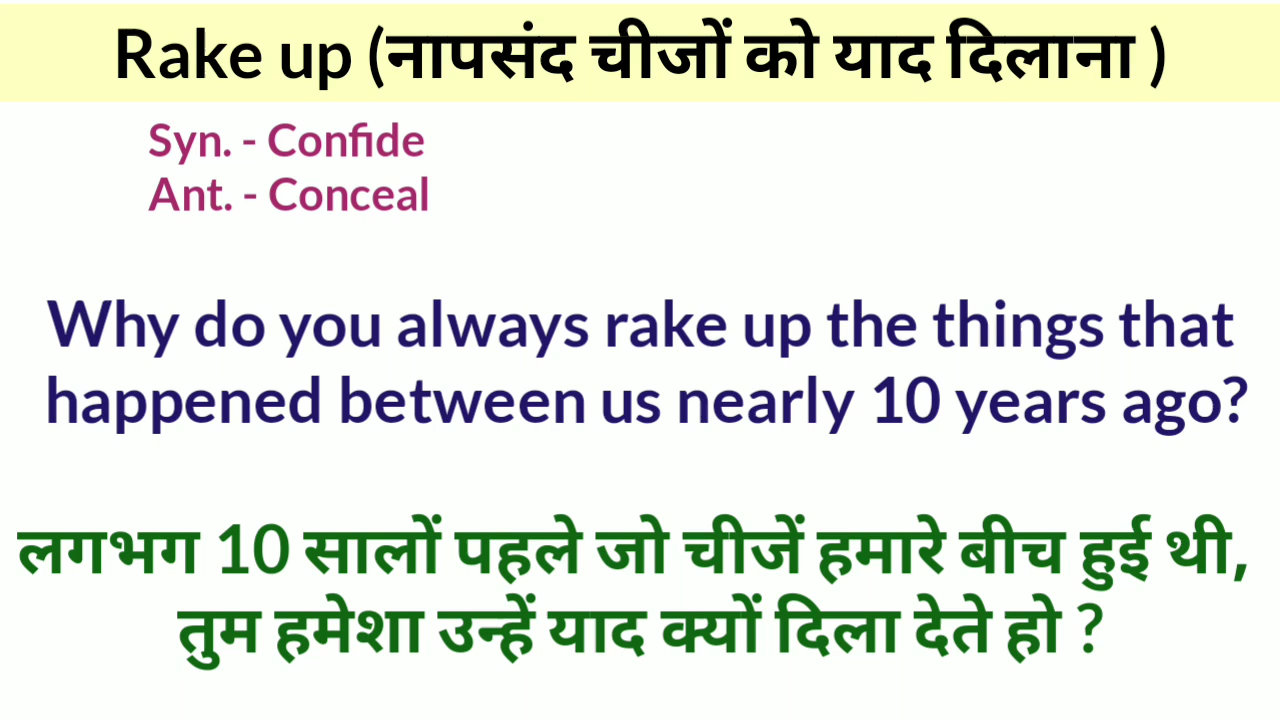 Rake up (नापसंद चीजों को याद दिलाना )
Syn. - Confide
Ant. - Conceal
Why do you always rake up the things that
happened between us nearly 10 years ago?
लगभग 10 सालों पहले जो चीजें हमारे बीच हुई थी,
तुम हमेशा उन्हें याद क्यों दिला देते हो ?